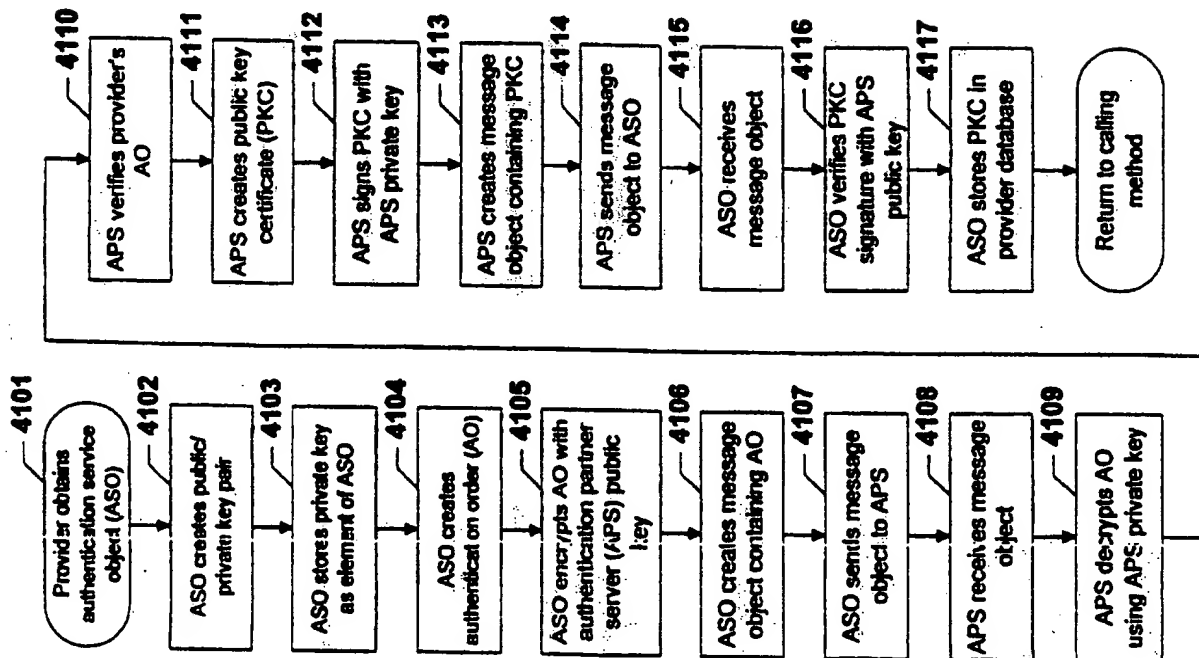 4101
Provider obtains
authentication service
object (ASO)
4102
ASO creates public/
private key pair
4103
ASO stores private key
as element of ASO
4104
ASO creates
authentication order (AO)
4105
ASO encrypts AO with
authentication partner
server (APS) public
key
4106
ASO creates message
object containing AO
4107
ASO sends message
object to APS
4108
APS receives message
object
4109
APS decrypts AO
using APS private key
4110
APS verifies provider's
AO
4111
APS creates public key
certificate (PKC)
4112
APS signs PKC with
APS private key
4113
APS creates message
object containing PKC
4114
APS sends message
object to ASO
4115
ASO receives
message object
4116
ASO verifies PKC
signature with APS
public key
4117
ASO stores PKC in
provider database
Return to calling
method